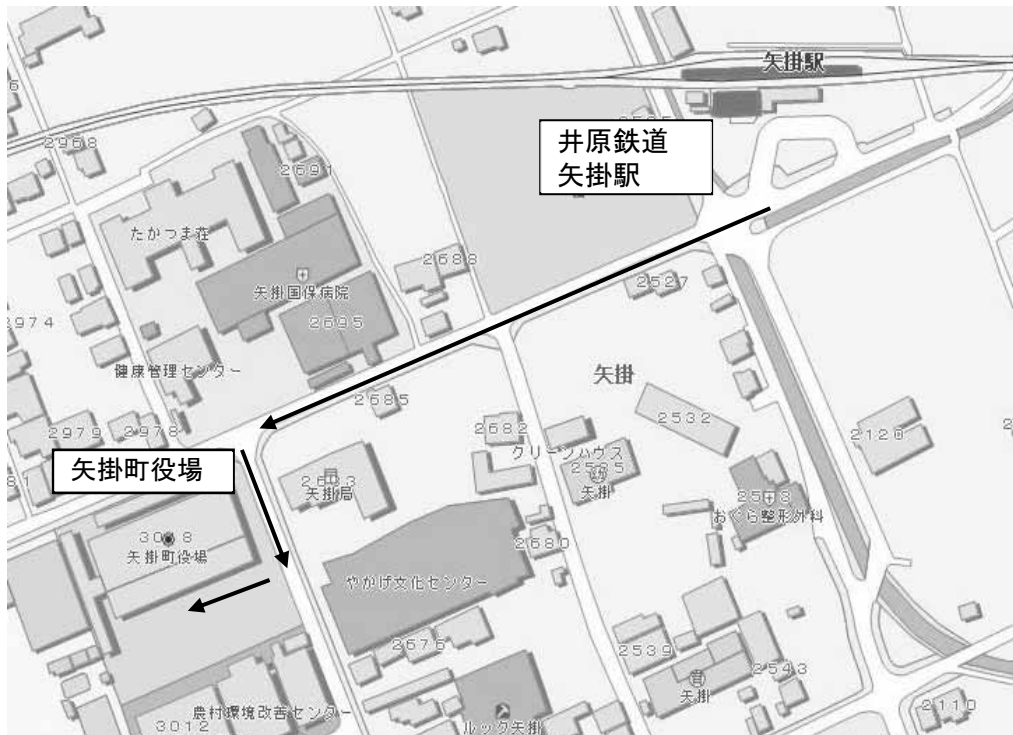 矢掛駅
井原鉄道
矢掛駅
2968
2691
たかつま荘
2688
2527
矢掛国保病院
2695
2974
健康管理センター
矢掛
2685
2532
2979
2978
2682
2120
クリーンハウス
2535
矢掛町役場
矢掛局
矢掛
おぐら整形外科
矢掛町役場
2680
やかげ文化センター
2676
2539
2543
矢掛
農村環境改善センター
3012
ルック矢掛
2110